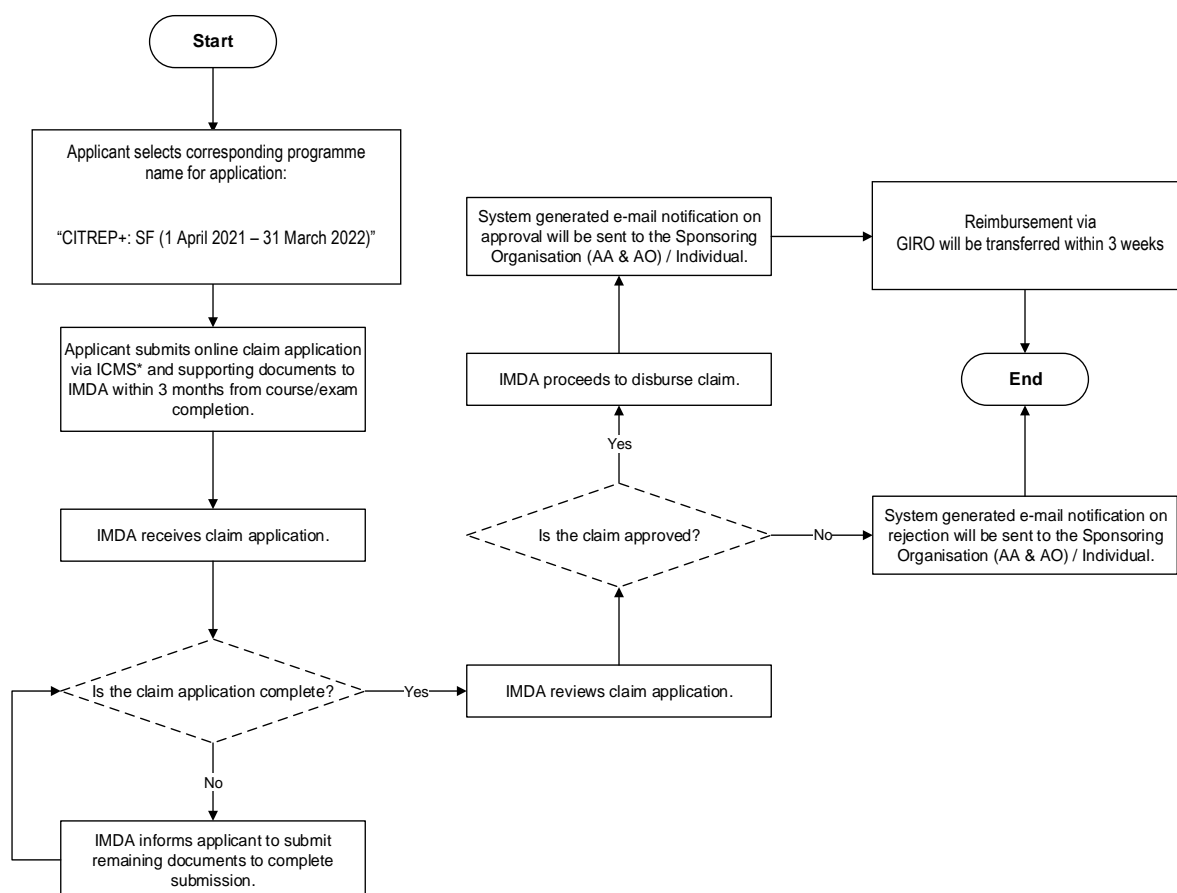 Start
Applicant selects corresponding programme
name for application:
“CITREP+: SF (1 April 2021 – 31 March 2022)”
Applicant submits online claim application
via ICMS* and supporting documents to
IMDA within 3 months from course/exam
completion.
IMDA receives claim application.
Is the claim application complete?
No
IMDA informs applicant to submit
remaining documents to complete
submission.
Yes
IMDA reviews claim application.
Is the claim approved?
Yes
IMDA proceeds to disburse claim.
System generated e-mail notification on
approval will be sent to the Sponsoring
Organisation (AA & AO) / Individual.
Reimbursement via
GIRO will be transferred within 3 weeks
No
System generated e-mail notification on
rejection will be sent to the Sponsoring
Organisation (AA & AO) / Individual.
End